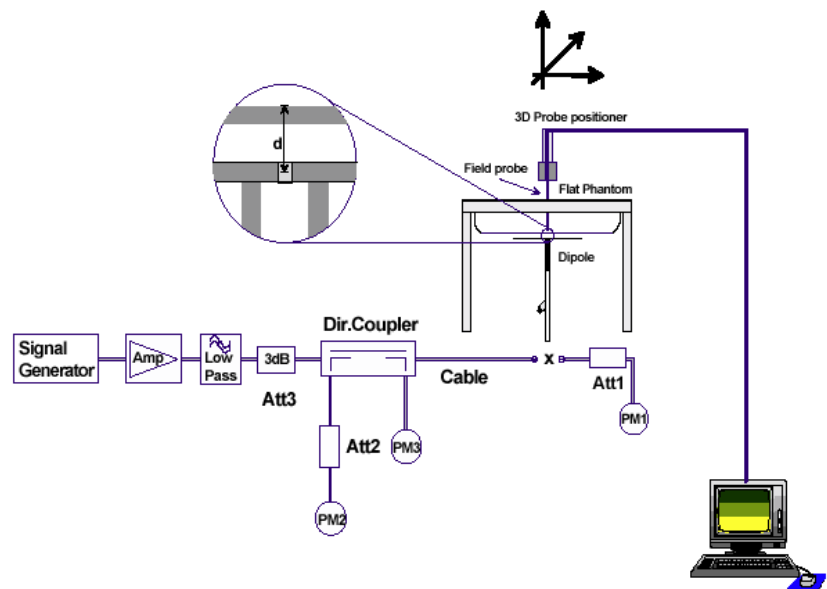 3D Probe positioner
d
Field probe
Flat Phantom
Dipole
Dir.Coupler
Signal
Generator
Amp
Low
Pass
3dB
Cable
x
Att1
Att3
PM1
Att2
PM3
PM2